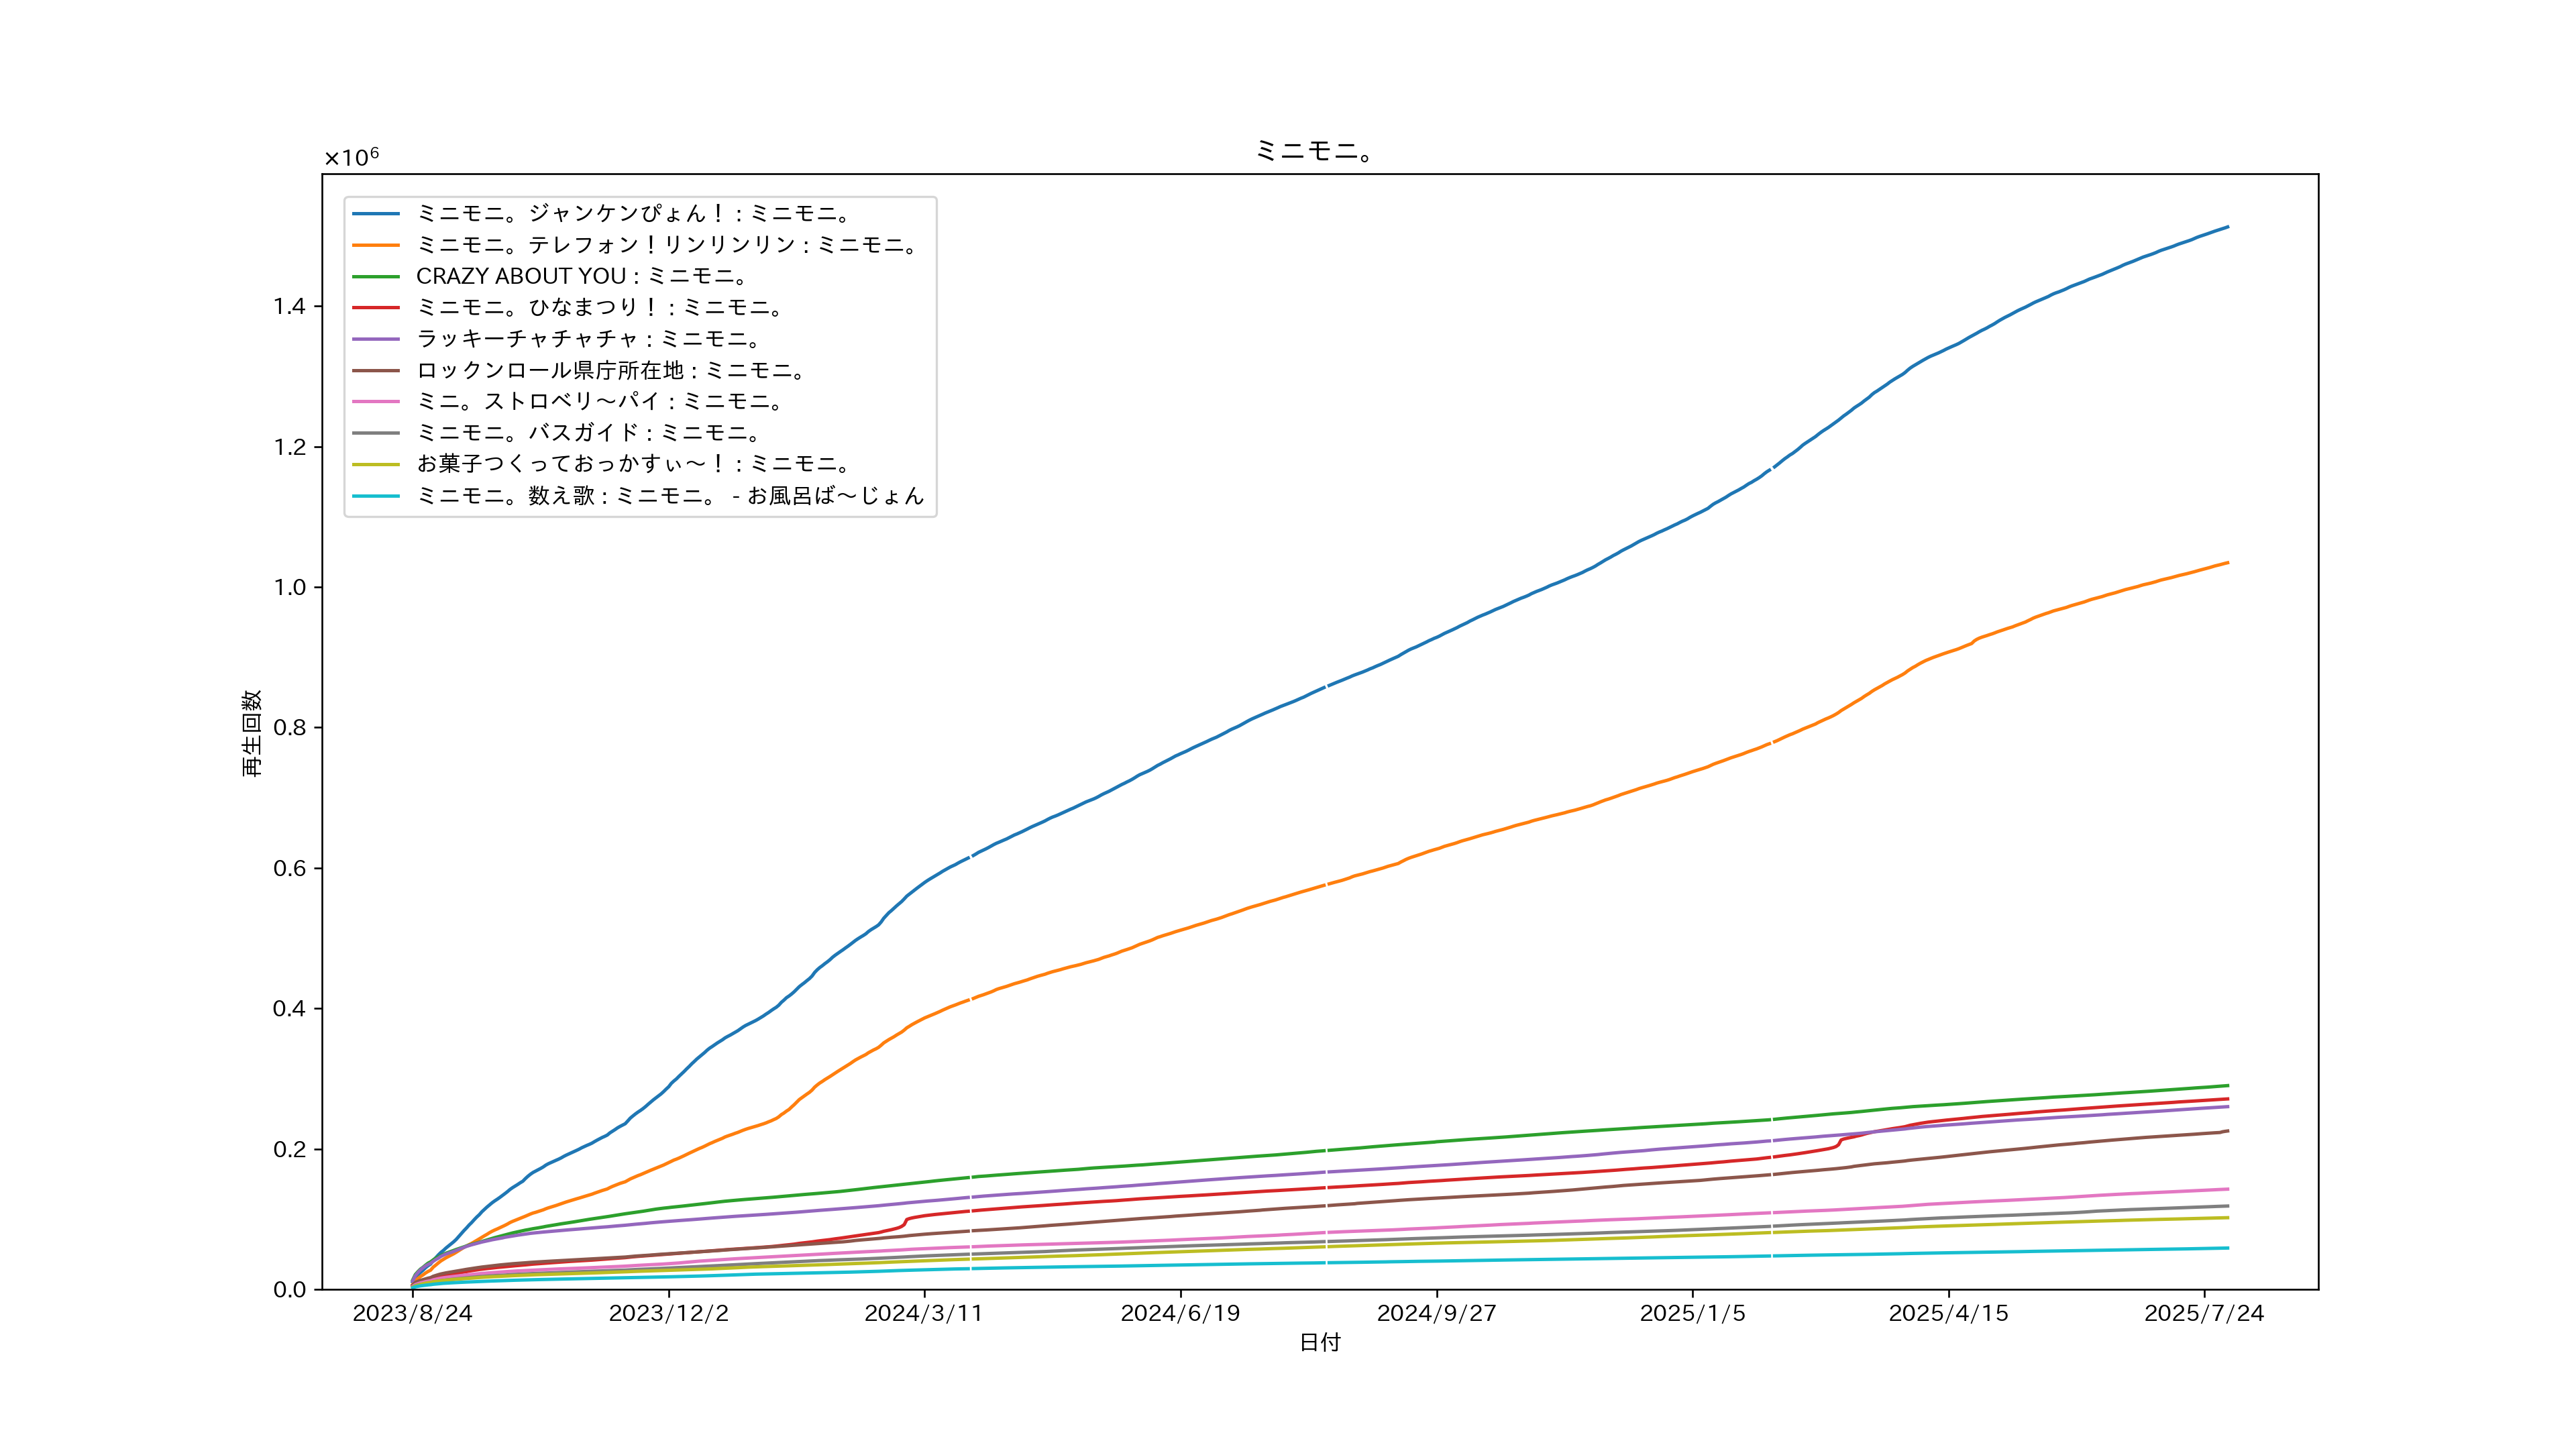 ミニモニ。
×10⁶
ミニモニ。ジャンケンぴょん！ : ミニモニ。
ミニモニ。テレフォン！リンリンリン : ミニモニ。
CRAZY ABOUT YOU : ミニモニ。
ミニモニ。ひなまつり！ : ミニモニ。
ラッキーチャチャチャ : ミニモニ。
ロックンロール県庁所在地 : ミニモニ。
ミニ。ストロベリ〜パイ : ミニモニ。
ミニモニ。バスガイド : ミニモニ。
お菓子つくっておっかすぃ〜！ : ミニモニ。
ミニモニ。数え歌 : ミニモニ。 - お風呂ば〜じょん
再生回数
1.4
1.2
1.0
0.8
0.6
0.4
0.2
0.0
2023/8/24 2023/12/2 2024/3/11 2024/6/19 2024/9/27 2025/1/5 2025/4/15 2025/7/24
日付